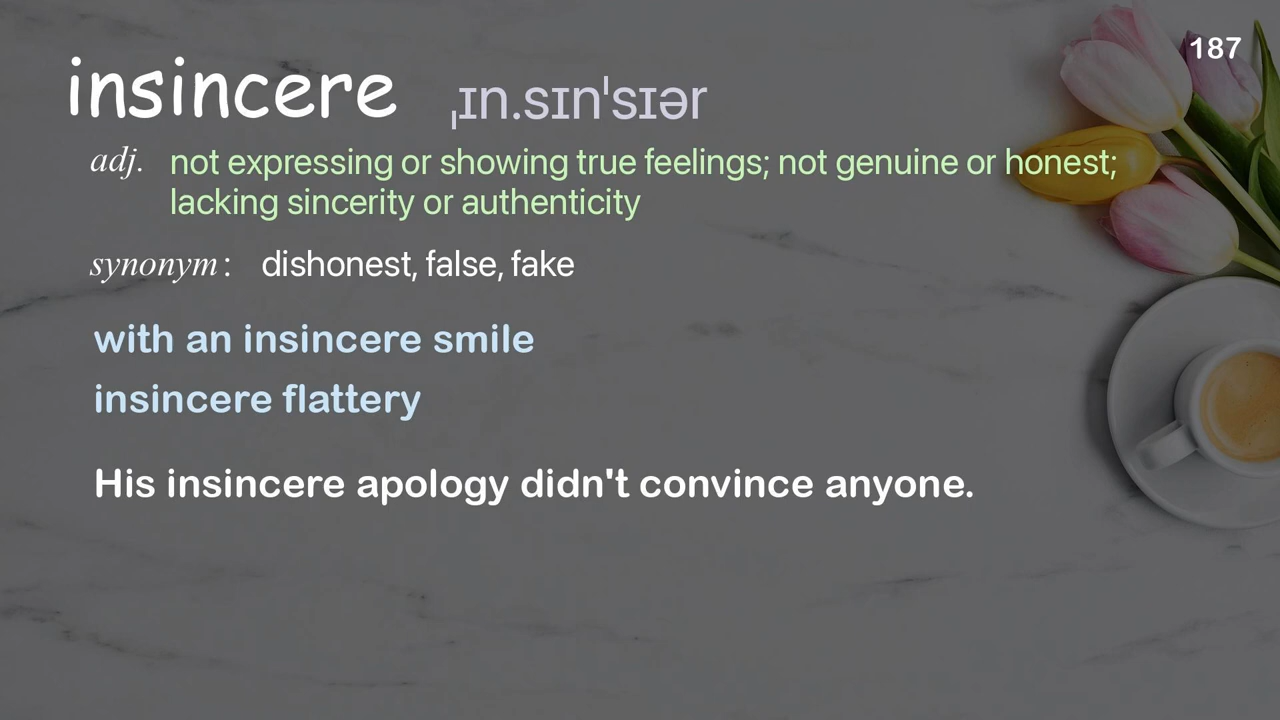 187
insincere ˌɪn.sɪnˈsɪər
adj. not expressing or showing true feelings; not genuine or honest;
lacking sincerity or authenticity
synonym : dishonest, false, fake
with an insincere smile
insincere flattery
His insincere apology didn't convince anyone.